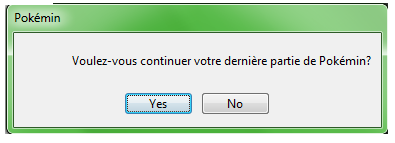 Pokémin
Voulez-vous continuer votre dernière partie de Pokémin?
Yes
No